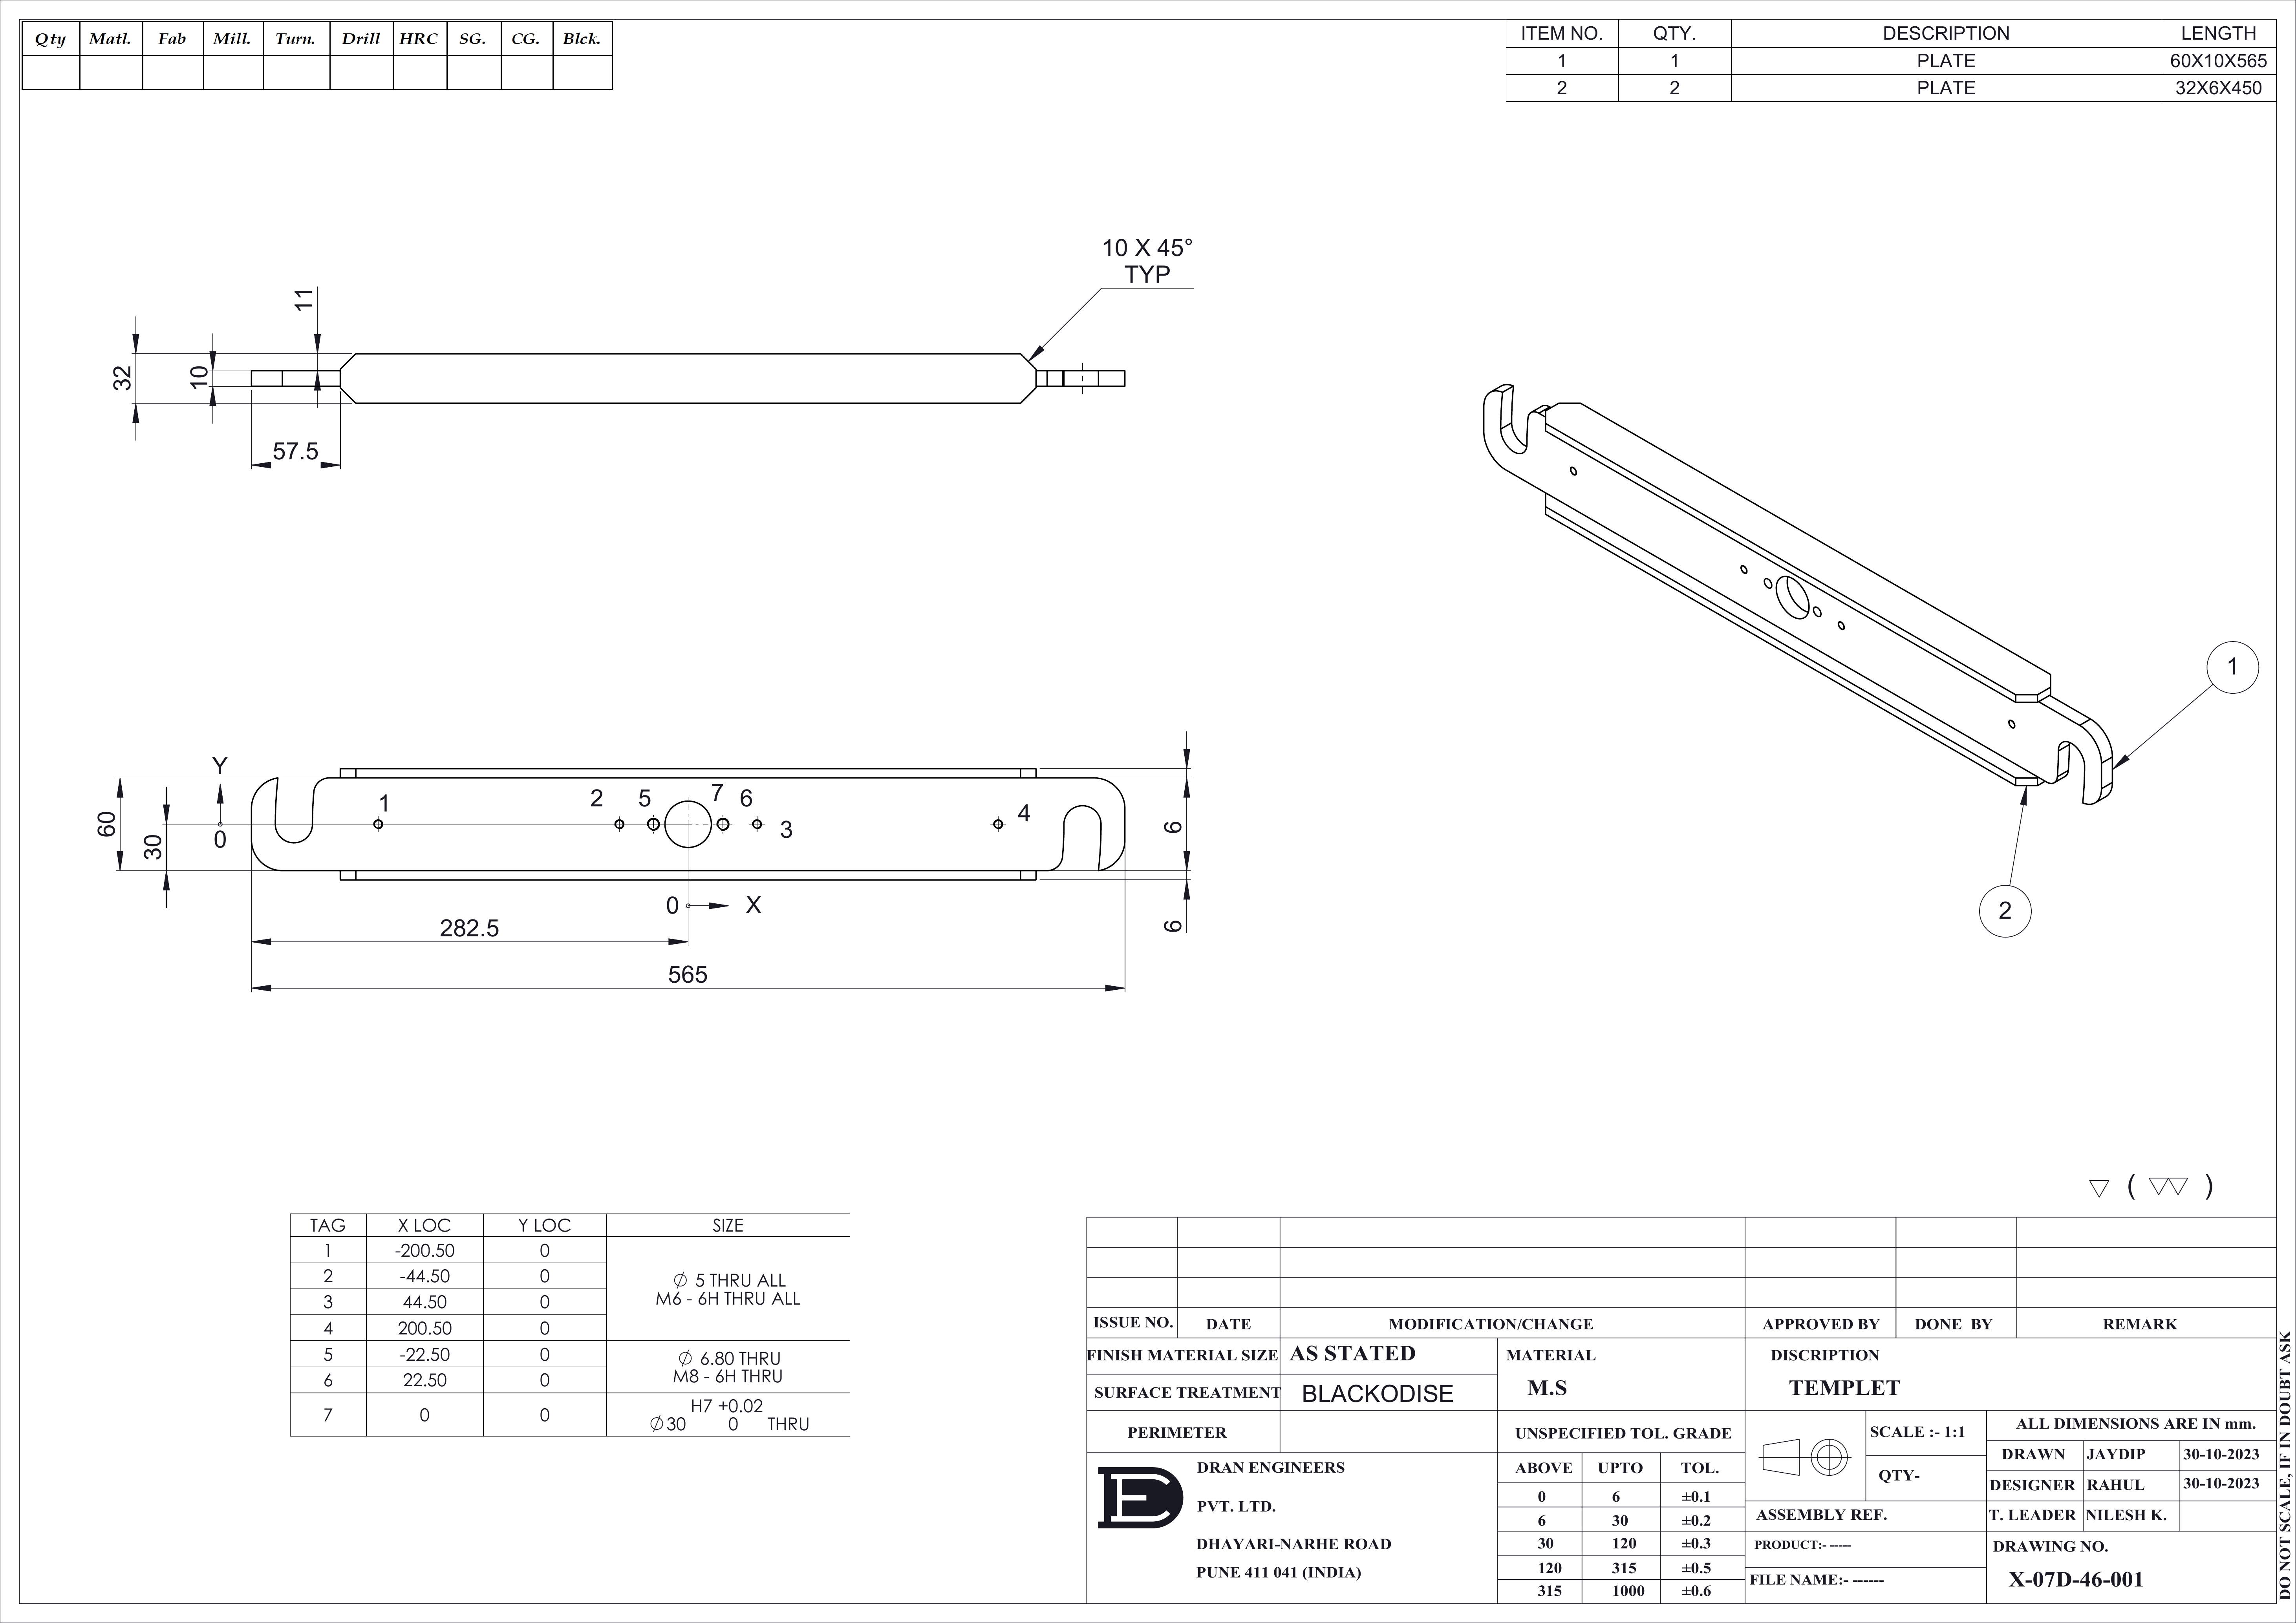 Qty Matl. Fab Mill. Turn. Drill HRC SG. CG. Blck.
ITEM NO. QTY. DESCRIPTION LENGTH
1 1 PLATE 60X10X565
2 2 PLATE 32X6X450
10 X 45°
TYP
11
32
10
57.5
1
2
Y
0
60
30
1 2 5 7 6 3 4
6
6
0 X
282.5
565
( )
TAG X LOC Y LOC SIZE
1 -200.50 0
2 -44.50 0
3 44.50 0
4 200.50 0
∅ 5 THRU ALL
M6 - 6H THRU ALL
5 -22.50 0
6 22.50 0
∅ 6.80 THRU
M8 - 6H THRU
7 0 0
H7 +0.02
∅30 0 THRU
ISSUE NO. DATE MODIFICATION/CHANGE APPROVED BY DONE BY REMARK
FINISH MATERIAL SIZE AS STATED
SURFACE TREATMENT BLACKODISE
PERIMETER
MATERIAL
M.S
DISCRIPTION
TEMPLET
UNSPECIFIED TOL. GRADE
ABOVE UPTO TOL.
0 6 ±0.1
6 30 ±0.2
30 120 ±0.3
120 315 ±0.5
315 1000 ±0.6
DRAN ENGINEERS
PVT. LTD.
DHAYARI-NARHE ROAD
PUNE 411 041 (INDIA)
SCALE :- 1:1
QTY-
ALL DIMENSIONS ARE IN mm.
DRAWN JAYDIP 30-10-2023
DESIGNER RAHUL 30-10-2023
T. LEADER NILESH K.
ASSEMBLY REF.
PRODUCT:- -----
FILE NAME:- ------
DRAWING NO.
X-07D-46-001
DO NOT SCALE, IF IN DOUBT ASK